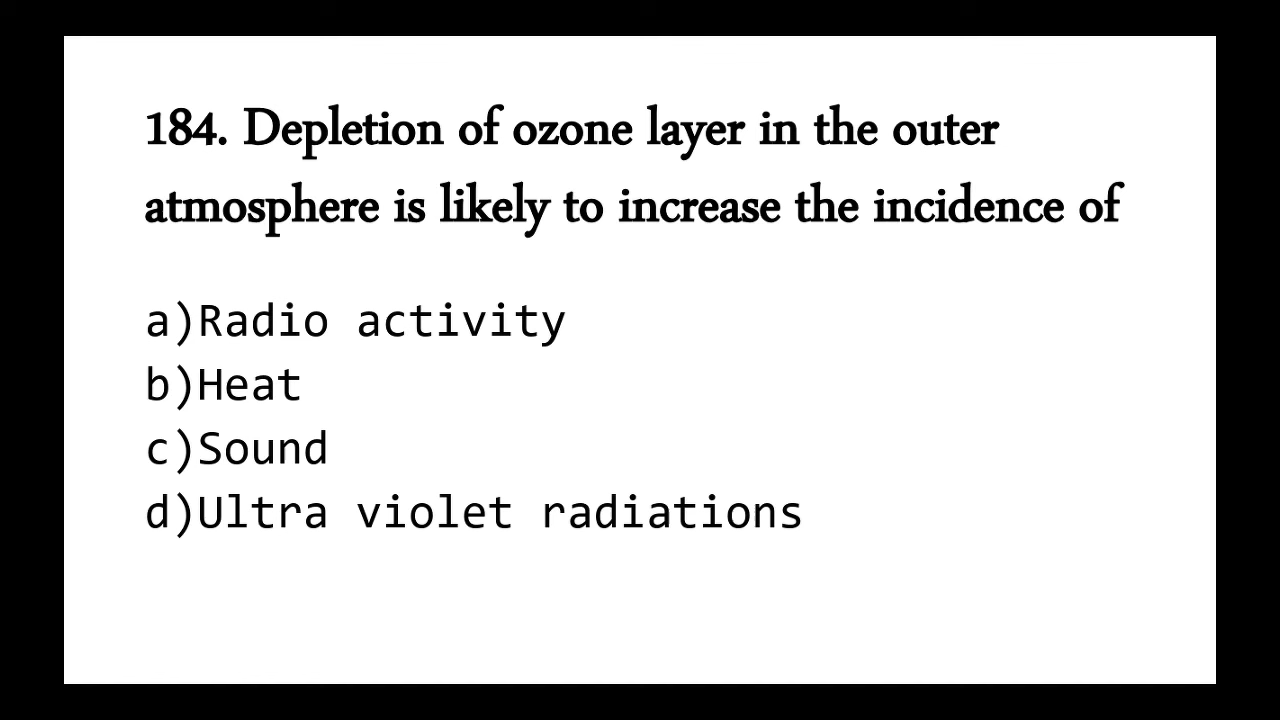 184. Depletion of ozone layer in the outer
atmosphere is likely to increase the incidence of
a)Radio activity
b)Heat
c)Sound
d)Ultra violet radiations